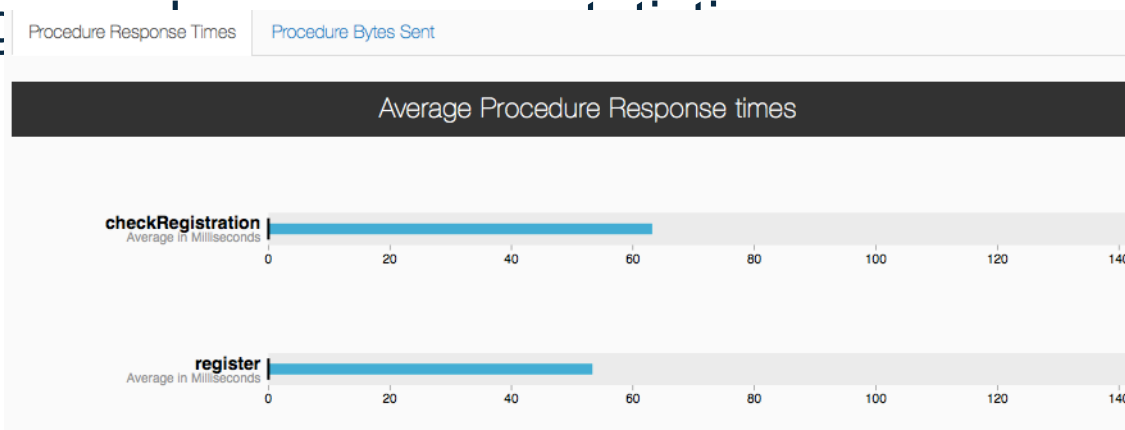 Procedure Response Times Procedure Bytes Sent
Average Procedure Response times
checkRegistration
Average in Milliseconds
0 20 40 60 80 100 120
register
Average in Milliseconds
0 20 40 60 80 100 120